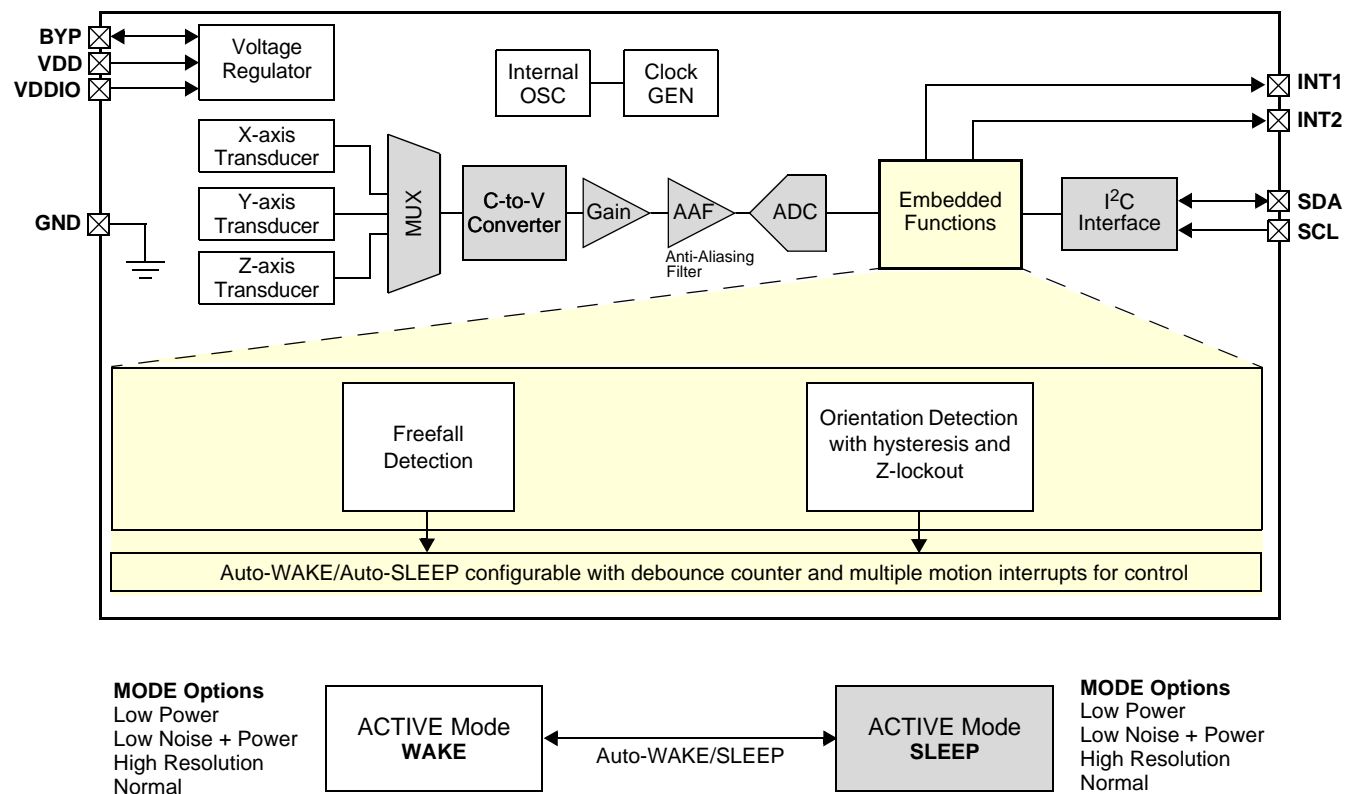 BYP
VDD
VDDIO
Voltage
Regulator
Internal
OSC
Clock
GEN
INT1
INT2
X-axis
Transducer
Y-axis
Transducer
Z-axis
Transducer
MUX
C-to-V
Converter
Gain
AAF
Anti-Aliasing
Filter
ADC
Embedded
Functions
I²C
Interface
SDA
SCL
GND
Freefall
Detection
Orientation Detection
with hysteresis and
Z-lockout
Auto-WAKE/Auto-SLEEP configurable with debounce counter and multiple motion interrupts for control
MODE Options
Low Power
Low Noise + Power
High Resolution
Normal
ACTIVE Mode
WAKE
Auto-WAKE/SLEEP
ACTIVE Mode
SLEEP
MODE Options
Low Power
Low Noise + Power
High Resolution
Normal